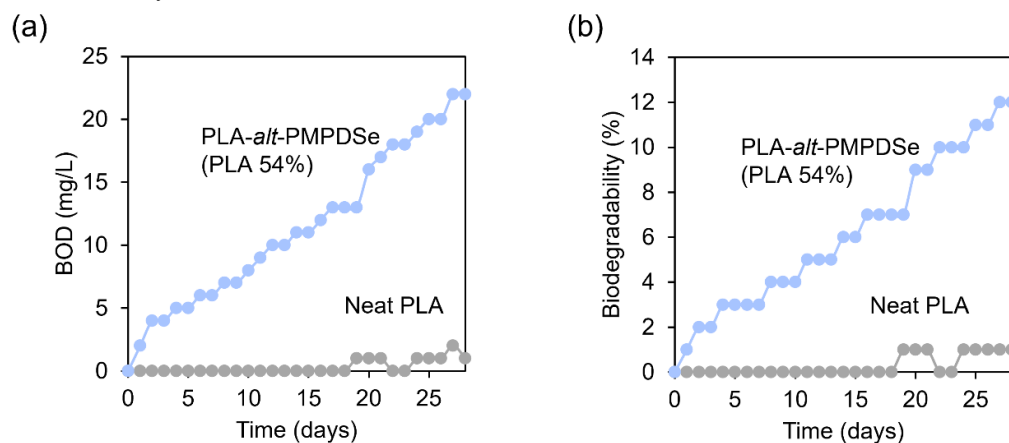 (a)
25
20
15
10
5
0
BOD (mg/L)
PLA-alt-PMPDSe
(PLA 54%)
Neat PLA
0 5 10 15 20 25
Time (days)
(b)
14
12
10
8
6
4
2
0
Biodegradability (%)
PLA-alt-PMPDSe
(PLA 54%)
Neat PLA
0 5 10 15 20 25
Time (days)